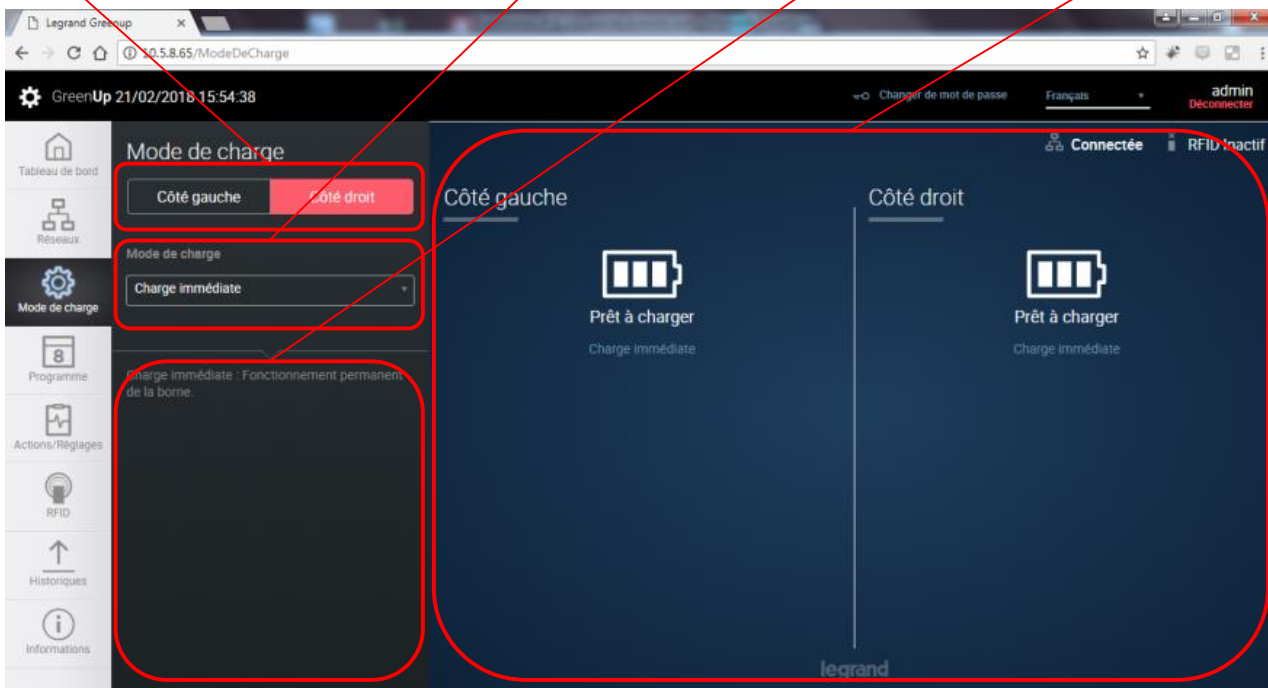 Legrand Greenup
10.5.8.65/ModeDeCharge
GreenUp 21/02/2018 15:54:38
Changer de mot de passe
Français
admin
Déconnecter
Tableau de bord
Réseaux
Mode de charge
8
Programme
Actions/Réglages
RFID
Historiques
Informations
Mode de charge
Côté gauche
Côté droit
Mode de charge
Charge immédiate
Charge immédiate : Fonctionnement permanent
de la borne.
Connectée
RFID Inactif
Côté gauche
Prêt à charger
Charge immédiate
Côté droit
Prêt à charger
Charge immédiate
legrand